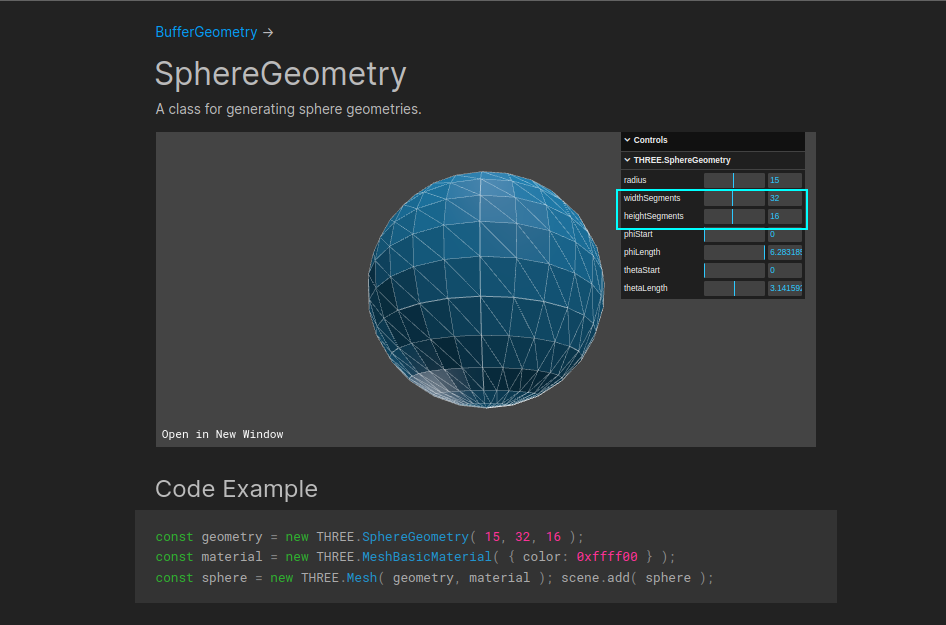 BufferGeometry →
SphereGeometry
A class for generating sphere geometries.
Controls
THREE.SphereGeometry
radius 15
widthSegments 32
heightSegments 16
phiStart 0
phiLength 6.283185
thetaStart 0
thetaLength 3.141592
Open in New Window
Code Example
const geometry = new THREE.SphereGeometry( 15, 32, 16 );
const material = new THREE.MeshBasicMaterial( { color: 0xffff00 } );
const sphere = new THREE.Mesh( geometry, material ); scene.add( sphere );